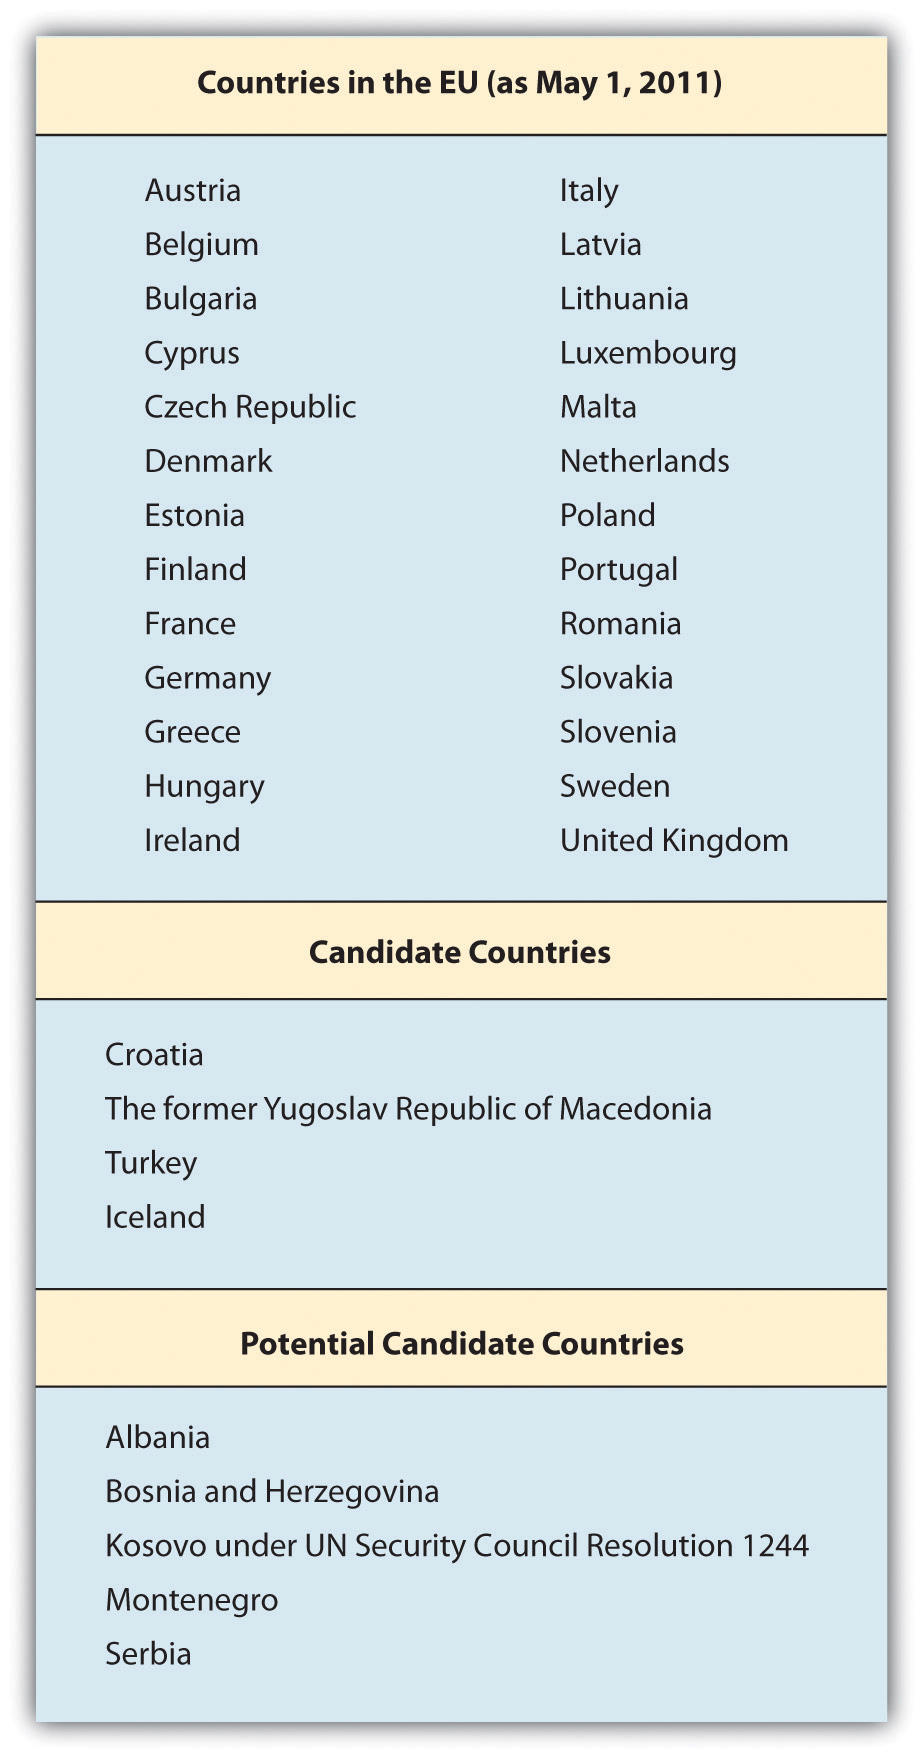 Countries in the EU (as May 1, 2011)
Austria
Belgium
Bulgaria
Cyprus
Czech Republic
Denmark
Estonia
Finland
France
Germany
Greece
Hungary
Ireland
Italy
Latvia
Lithuania
Luxembourg
Malta
Netherlands
Poland
Portugal
Romania
Slovakia
Slovenia
Sweden
United Kingdom
Candidate Countries
Croatia
The former Yugoslav Republic of Macedonia
Turkey
Iceland
Potential Candidate Countries
Albania
Bosnia and Herzegovina
Kosovo under UN Security Council Resolution 1244
Montenegro
Serbia